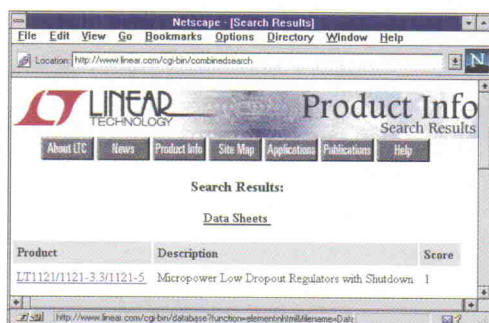 Netscape - [Search Results]
File Edit View Go Bookmarks Options Directory Window Help
Location: http://www.linear.com/cgi-bin/combinedsearch
N
LINEAR
TECHNOLOGY
Product Info
Search Results
About LTC News Product Info Site Map Applications Publications Help
Search Results:
Data Sheets
Product Description Score
LT1121/1121-3.3/1121-5 Micropower Low Dropout Regulators with Shutdown 1
http://www.linear.com/cgi-bin/database?function=elementinhtml&filename=Data